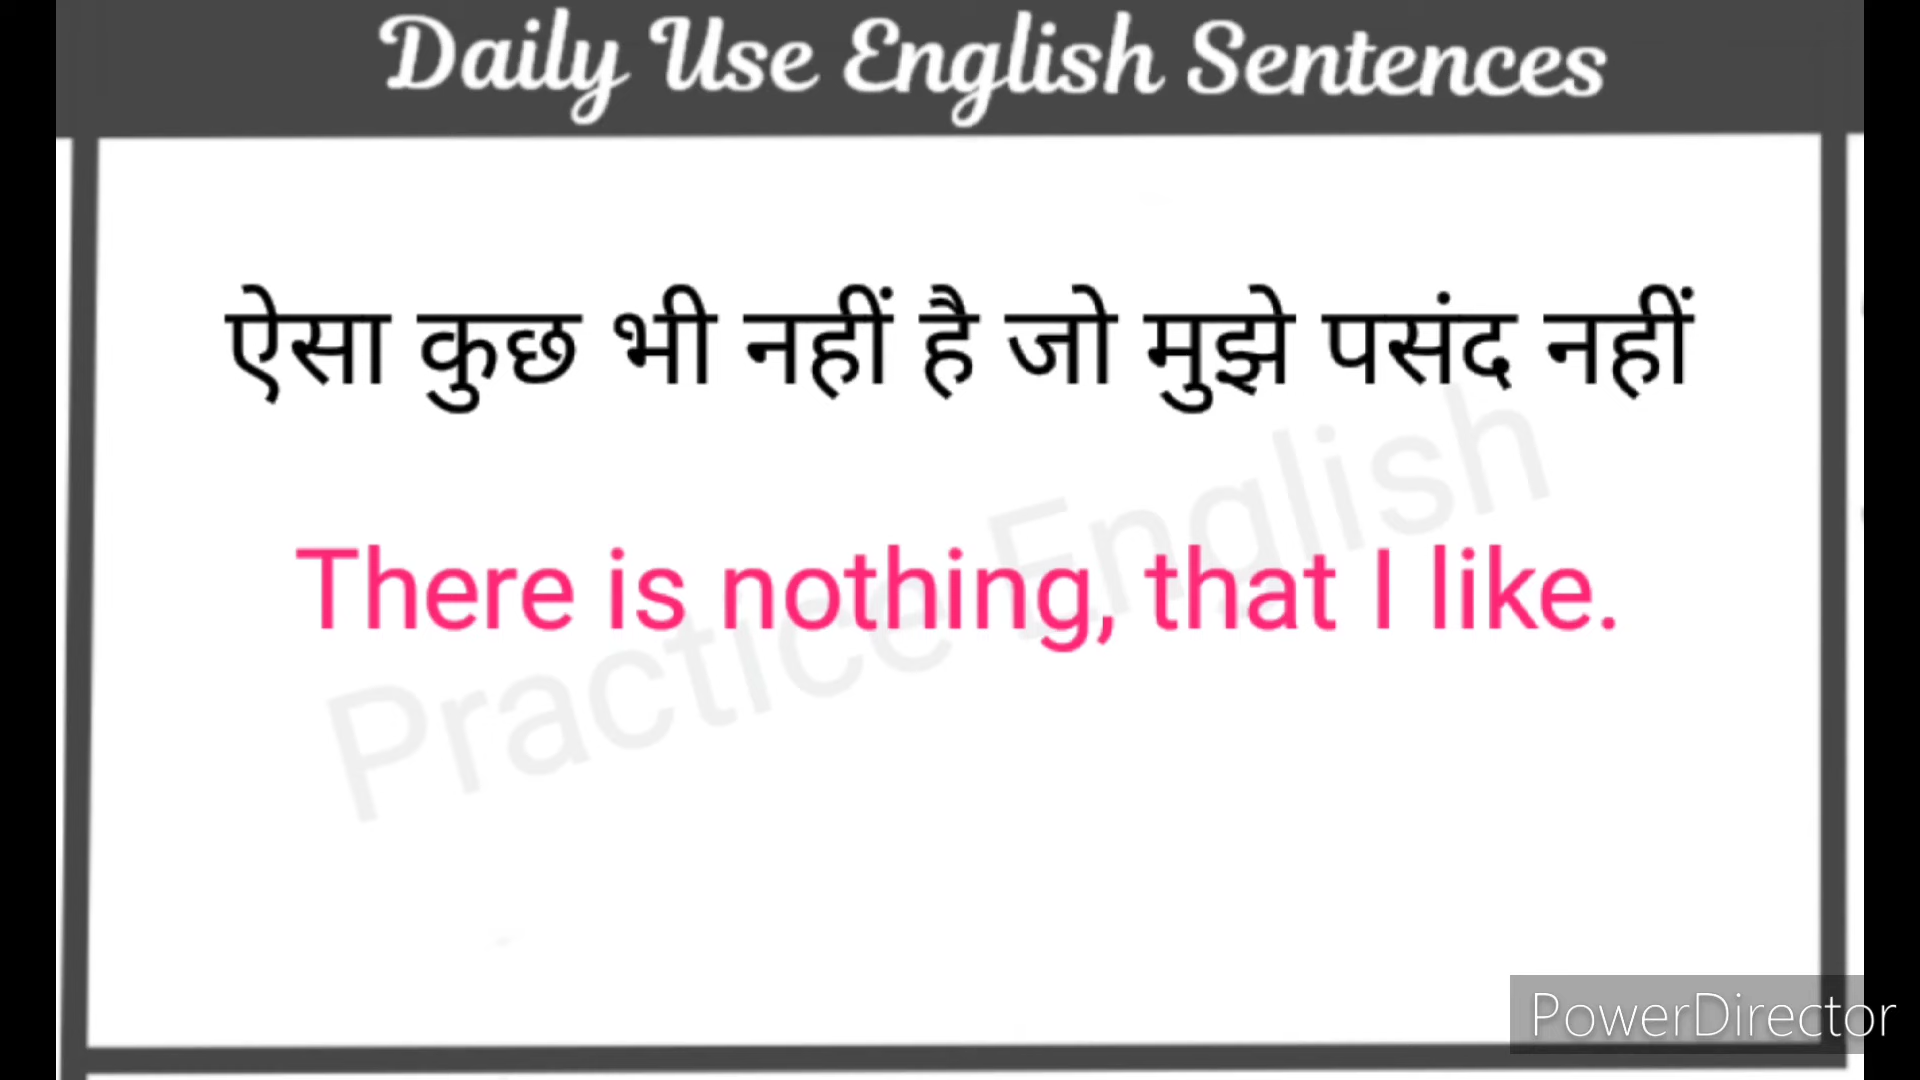 Daily Use English Sentences
ऐसा कुछ भी नहीं है जो मुझे पसंद नहीं
There is nothing, that I like.
Practice English
PowerDirector